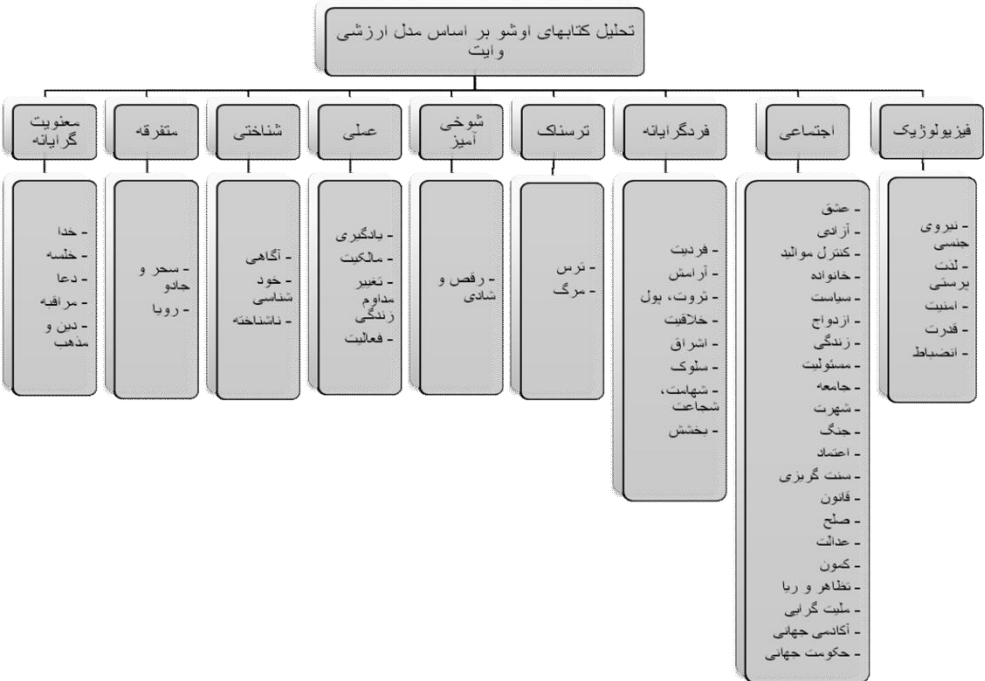 تحلیل کتابهای اوشو بر اساس مدل ارزشی
وایت
فیزیولوژیک
اجتماعی
فردگرایانه
ترسناک
شوخی
آمیز
عملی
شناختی
متفرقه
معنویت
گرایانه
- نیروی
جنسی
- لذت
پرستی
- امنیت
- قدرت
- انضباط
- عشق
- آزادی
- کنترل موالید
- خانواده
- سیاست
- ازدواج
- زندگی
- مسئولیت
- جامعه
- شهرت
- جنگ
- اعتماد
- سنت گریزی
- قانون
- صلح
- عدالت
- کمون
- تظاهر و ریا
- ملیت گرایی
- آکادمی جهانی
- حکومت جهانی
- فردیت
- آرامش
- ثروت، پول
- خلاقیت
- اشراق
- سلوک
- شهامت،
شجاعت
- بخشش
- ترس
- مرگ
- رقص و
شادی
- یادگیری
- مالکیت
- تغییر
مداوم
زندگی
- فعالیت
- آگاهی
- خود
شناسی
- ناشناخته
- سحر و
جادو
- رویا
- خدا
- خلسه
- دعا
- مراقبه
- دین و
مذهب